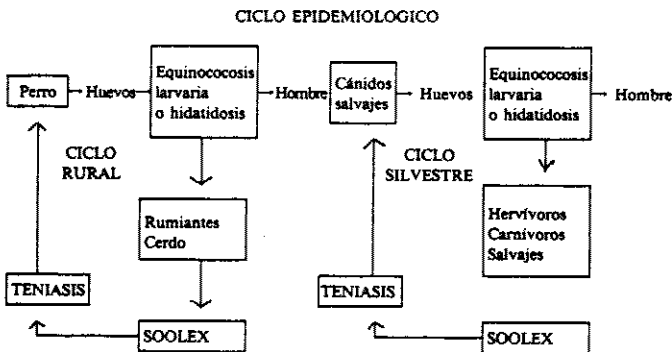 CICLO EPIDEMIOLOGICO
Perro
Huevos
Equinococosis
larvaria
o hidatidosis
Hombre
CICLO
RURAL
Rumiantes
Cerdo
TENIASIS
SOOLEX
Cánidos
salvajes
Huevos
Equinococosis
larvaria
o hidatidosis
Hombre
CICLO
SILVESTRE
Hervívoros
Carnívoros
Salvajes
TENIASIS
SOOLEX